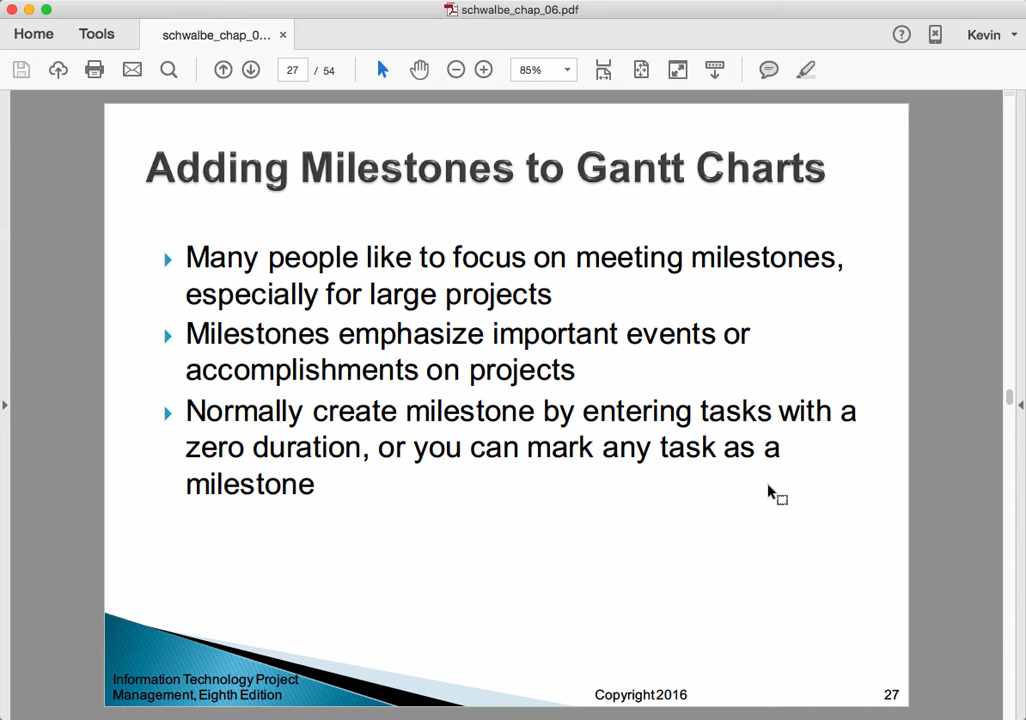 schwalbe_chap_06.pdf
Home Tools schwalbe_chap_0... × ? Kevin
27 / 54 85%
Adding Milestones to Gantt Charts
Many people like to focus on meeting milestones,
especially for large projects
Milestones emphasize important events or
accomplishments on projects
Normally create milestone by entering tasks with a
zero duration, or you can mark any task as a
milestone
Information Technology Project
Management, Eighth Edition
Copyright 2016
27